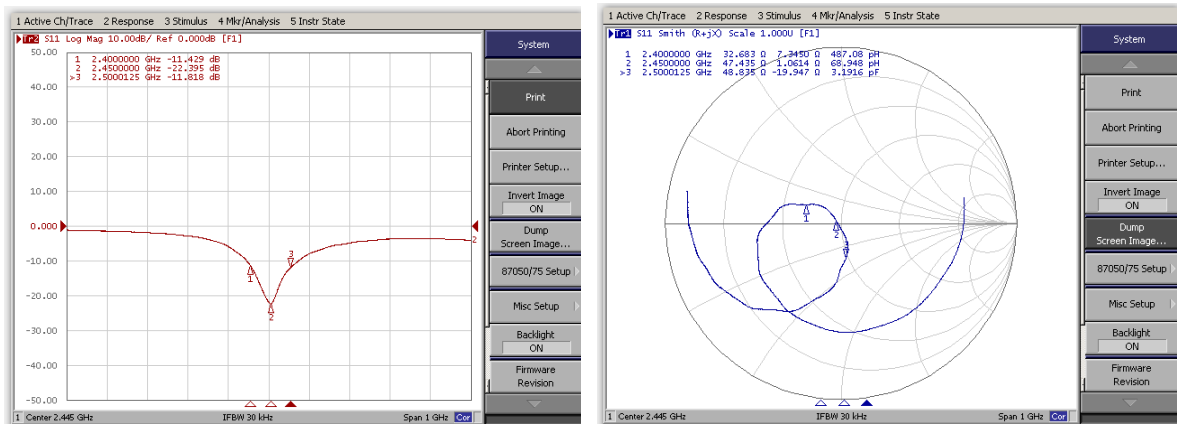 1 Active Ch/Trace 2 Response 3 Stimulus 4 Mkr/Analysis 5 Instr State
Tr2 S11 Log Mag 10.00dB/ Ref 0.000dB [F1]
50.00
1 2.4000000 GHz -11.429 dB
2 2.4500000 GHz -22.395 dB
>3 2.5000125 GHz -11.818 dB
40.00
30.00
20.00
10.00
0.000
-10.00
-20.00
-30.00
-40.00
-50.00
1
2
3
2
1 Center 2.445 GHz IFBW 30 kHz Span 1 GHz Cor
System
Print
Abort Printing
Printer Setup...
Invert Image
ON
Dump
Screen Image...
87050/75 Setup
Misc Setup
Backlight
ON
Firmware
Revision
1 Active Ch/Trace 2 Response 3 Stimulus 4 Mkr/Analysis 5 Instr State
Tr1 S11 Smith (R+jX) Scale 1.000U [F1]
1 2.4000000 GHz 32.683 Ω 7.3450 Ω 487.08 pH
2 2.4500000 GHz 47.435 Ω 1.0614 Ω 68.948 pH
>3 2.5000125 GHz 48.835 Ω -19.947 Ω 3.1916 pF
1
2
1 Center 2.445 GHz IFBW 30 kHz Span 1 GHz Cor
System
Print
Abort Printing
Printer Setup...
Invert Image
ON
Dump
Screen Image...
87050/75 Setup
Misc Setup
Backlight
ON
Firmware
Revision